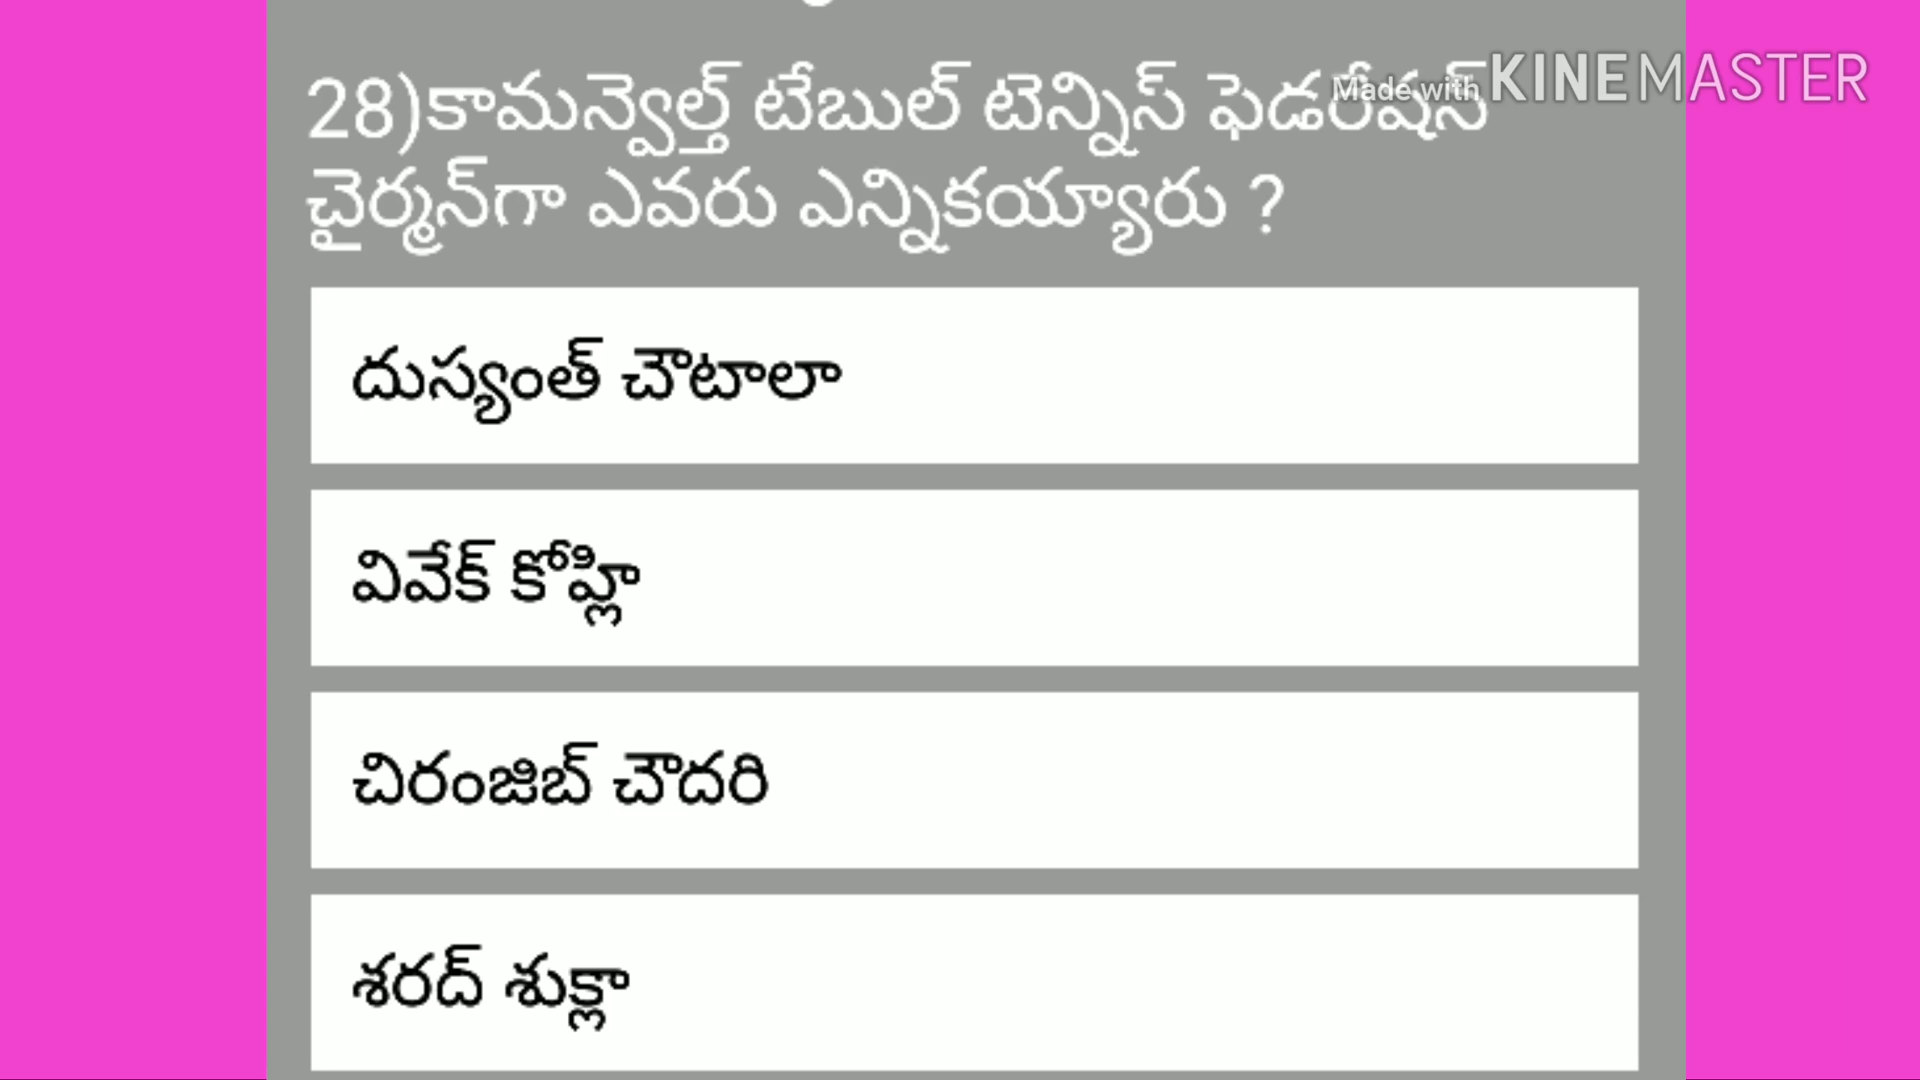 28)కామన్వెల్త్ టేబుల్ టెన్నిస్ ఫెడరేషన్
Made with KINEMASTER
చైర్మన్‌గా ఎవరు ఎన్నికయ్యారు ?
దుస్యంత్ చౌటాలా
వివేక్ కోహ్లి
చిరంజిబ్ చౌదరి
శరద్ శుక్లా